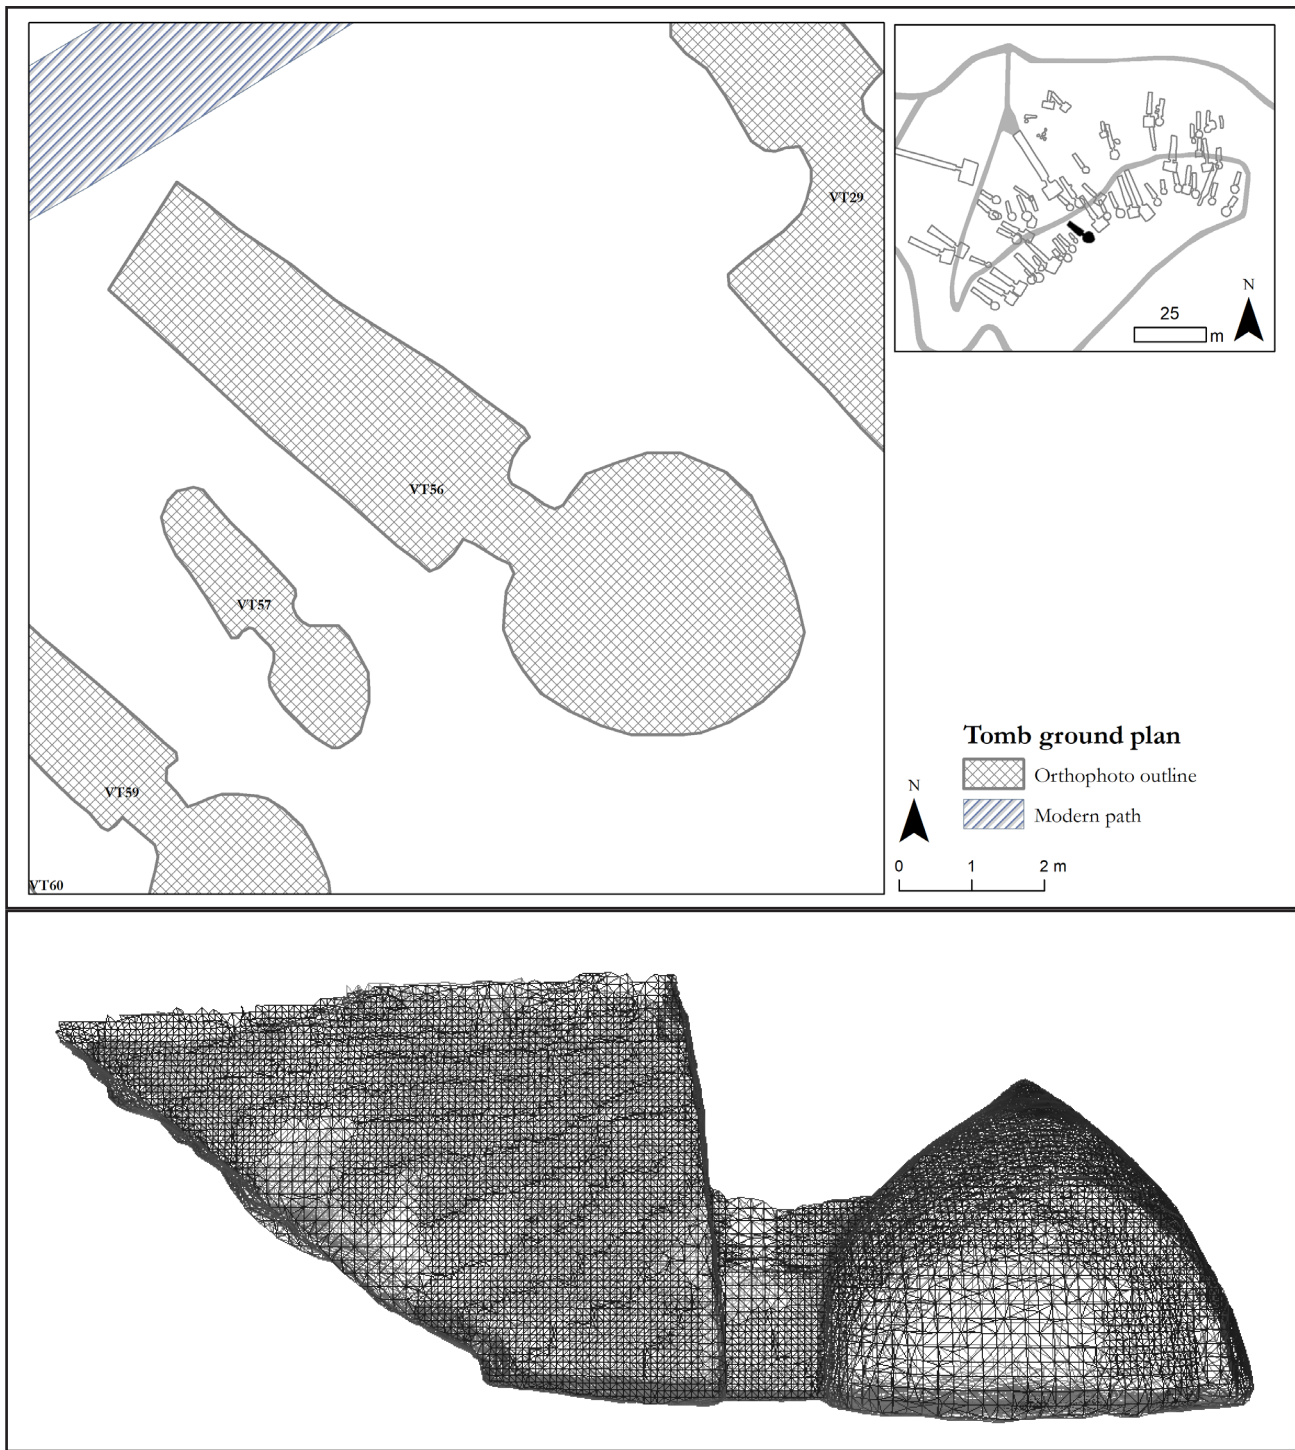 VT29
VT56
VT57
VT59
VT60
N
25
m
Tomb ground plan
Orthophoto outline
Modern path
N
0 1 2 m